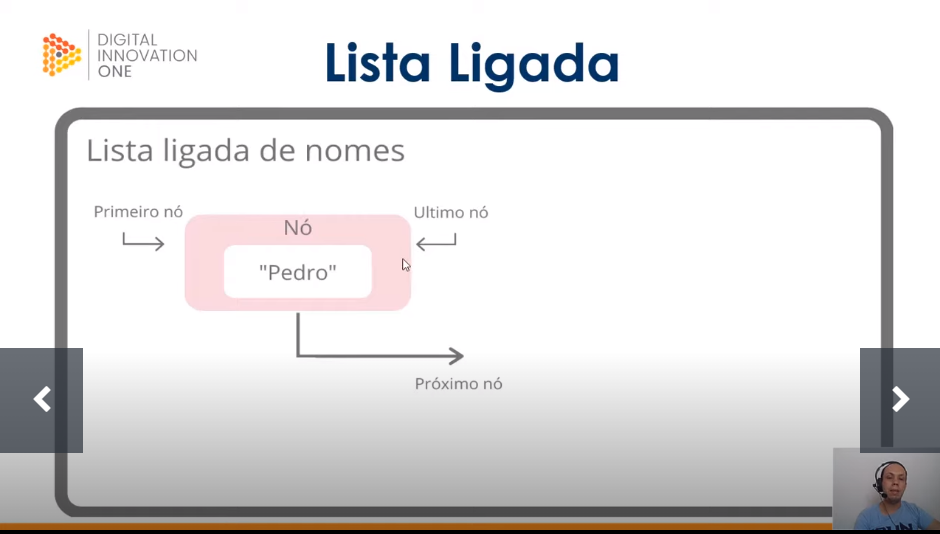 DIGITAL
INNOVATION
ONE
Lista Ligada
Lista ligada de nomes
Primeiro nó
Ultimo nó
Nó
"Pedro"
Próximo nó